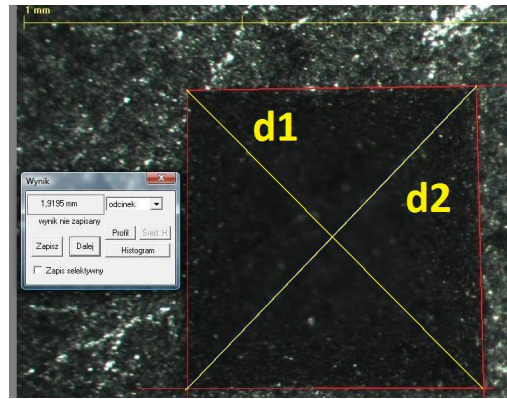 1 mm
d1
d2
Wynik
1,9195 mm
odcinek
wynik nie zapisany
Profil
Śred. H
Zapisz
Dalej
Histogram
Zapis selektywny